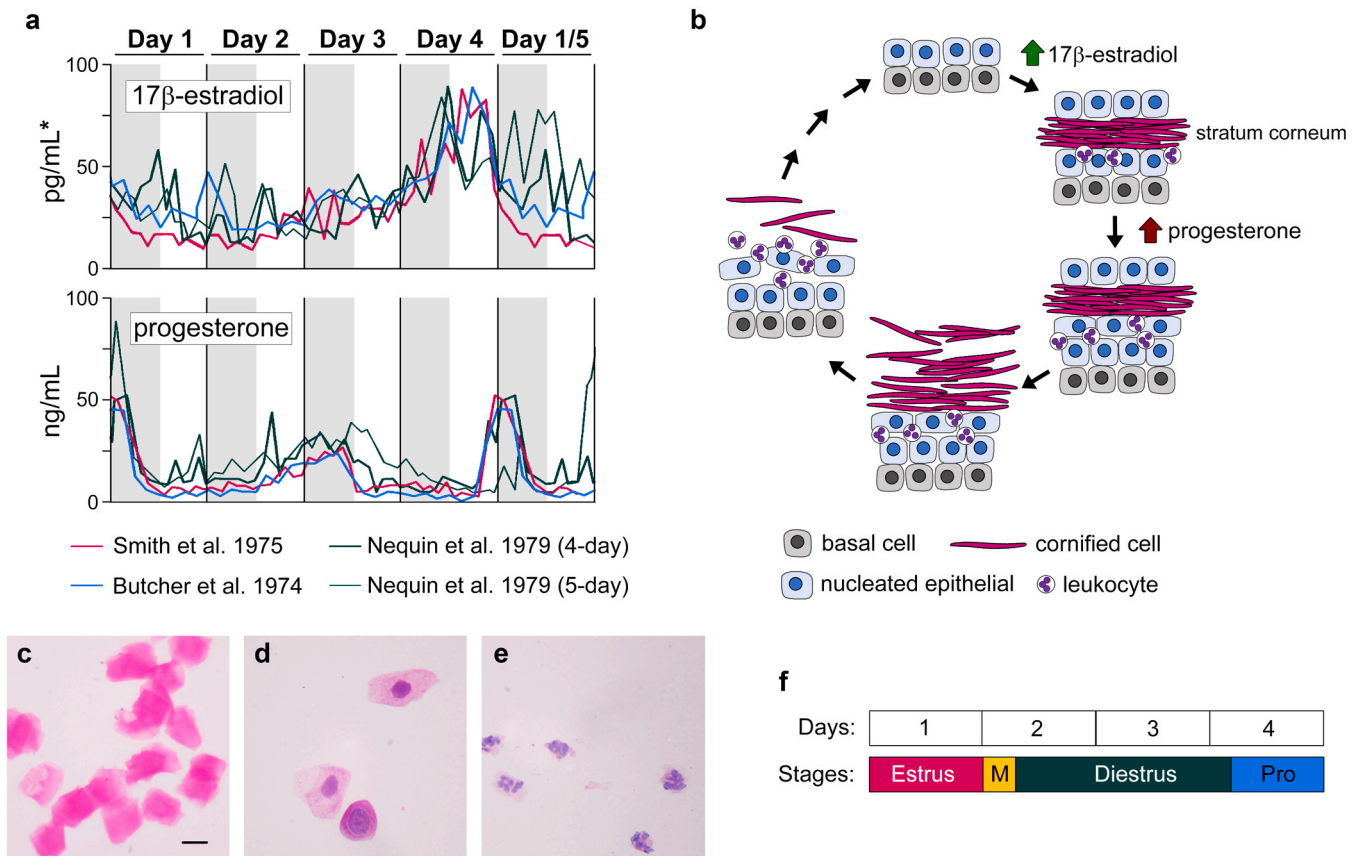 a
Day 1 Day 2 Day 3 Day 4 Day 1/5
100
17β-estradiol
pg/mL*
50
0
100
progesterone
ng/mL
50
0
Smith et al. 1975
Nequin et al. 1979 (4-day)
Butcher et al. 1974
Nequin et al. 1979 (5-day)
b
17β-estradiol
stratum corneum
progesterone
basal cell
cornified cell
nucleated epithelial
leukocyte
c
d
e
f
Days: 1 2 3 4
Stages: Estrus M Diestrus Pro